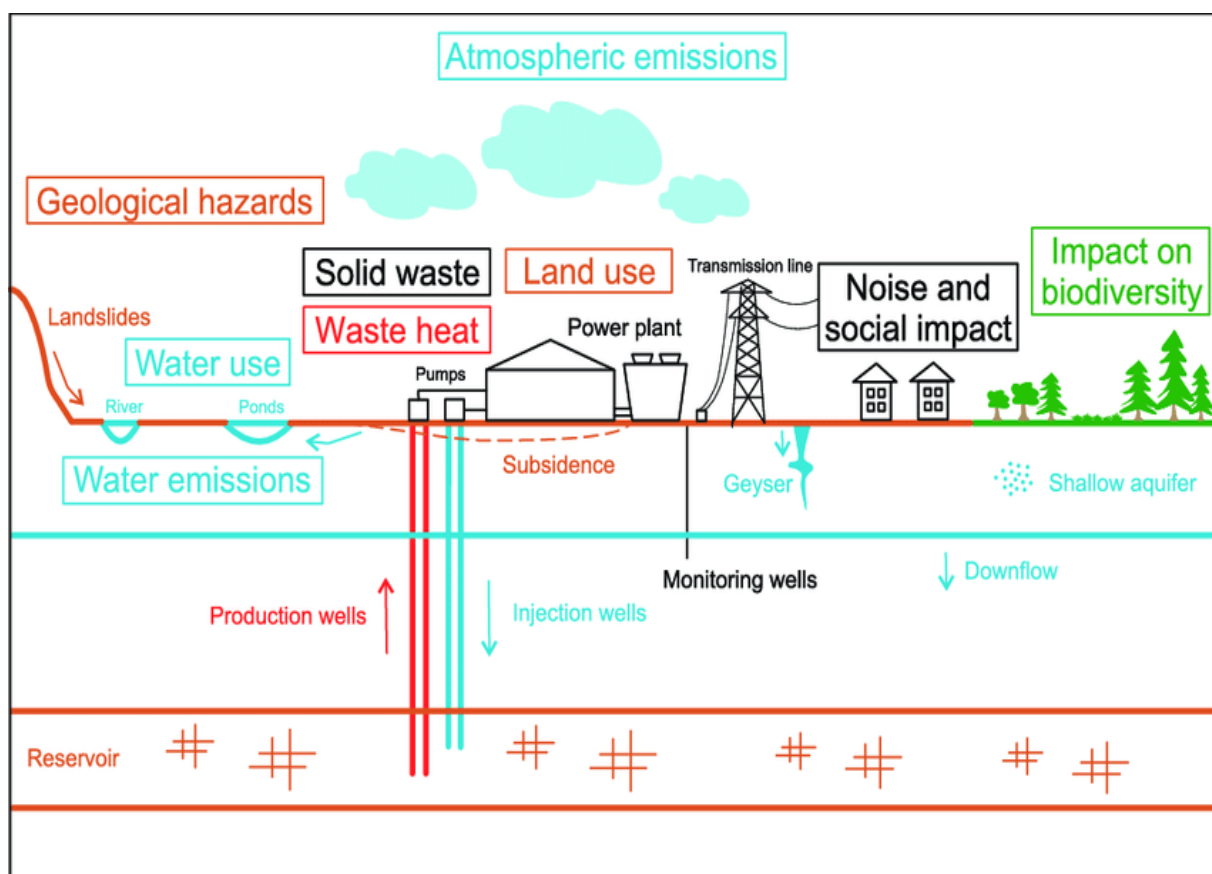 Atmospheric emissions
Geological hazards
Solid waste
Land use
Transmission line
Impact on
biodiversity
Noise and
social impact
Landslides
Waste heat
Power plant
Water use
Pumps
River
Ponds
Subsidence
Water emissions
Geyser
Shallow aquifer
Monitoring wells
Downflow
Production wells
Injection wells
Reservoir